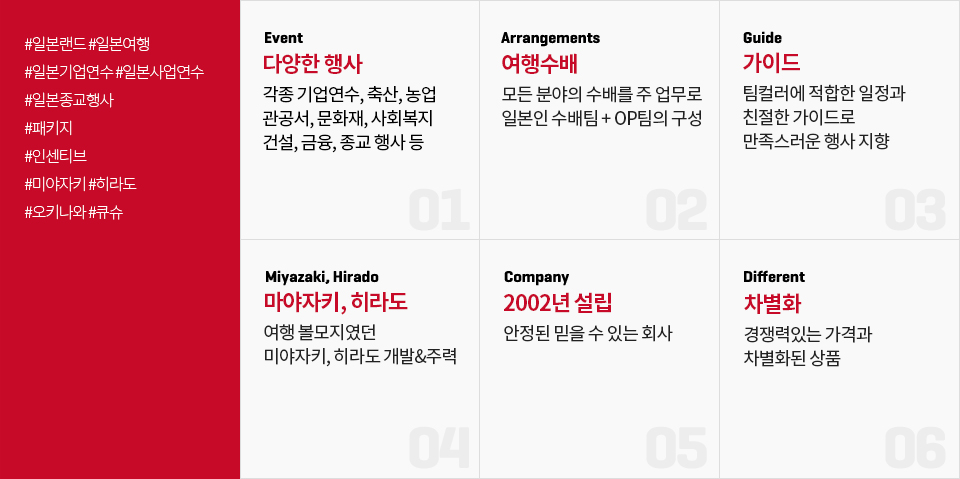 #일본랜드 #일본여행
#일본기업연수 #일본사업연수
#일본종교행사
#패키지
#인센티브
#미야자키 #히라도
#오키나와 #큐슈
Event
다양한 행사
각종 기업연수, 축산, 농업
관공서, 문화재, 사회복지
건설, 금융, 종교 행사 등
01
Arrangements
여행수배
모든 분야의 수배를 주 업무로
일본인 수배팀 + OP팀의 구성
02
Guide
가이드
팀컬러에 적합한 일정과
친절한 가이드로
만족스러운 행사 지향
03
Miyazaki, Hirado
마야자키, 히라도
여행 볼모지였던
미야자키, 히라도 개발&주력
04
Company
2002년 설립
안정된 믿을 수 있는 회사
05
Different
차별화
경쟁력있는 가격과
차별화된 상품
06